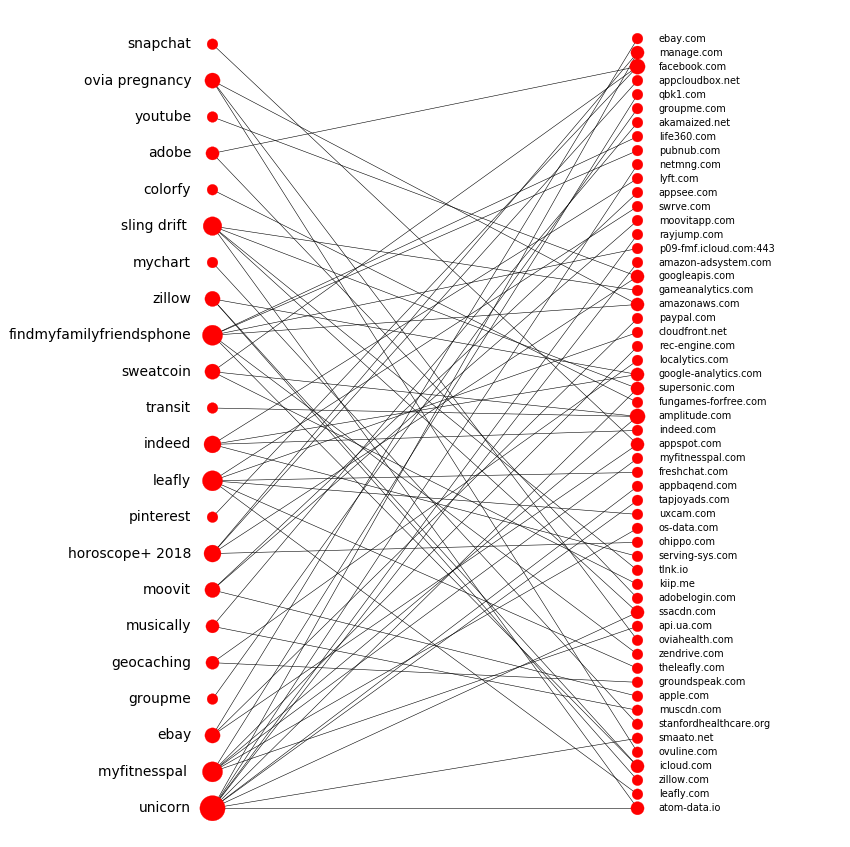 snapchat
ovia pregnancy
youtube
adobe
colorfy
sling drift
mychart
zillow
findmyfamilyfriendsphone
sweatcoin
transit
indeed
leafly
pinterest
horoscope+ 2018
moovit
musically
geocaching
groupme
ebay
myfitnesspal
unicorn
ebay.com
manage.com
facebook.com
appcloudbox.net
qbk1.com
groupme.com
akamaized.net
life360.com
pubnub.com
netmng.com
lyft.com
appsee.com
swrve.com
moovitapp.com
rayjump.com
p09-fmf.icloud.com:443
amazon-adsystem.com
googleapis.com
gameanalytics.com
amazonaws.com
paypal.com
cloudfront.net
rec-engine.com
localytics.com
google-analytics.com
supersonic.com
fungames-forfree.com
amplitude.com
indeed.com
appspot.com
myfitnesspal.com
freshchat.com
appbaqend.com
tapjoyads.com
uxcam.com
os-data.com
ohippo.com
serving-sys.com
tlnk.io
kiip.me
adobelogin.com
ssacdn.com
api.ua.com
oviahealth.com
zendrive.com
theleafly.com
groundspeak.com
apple.com
muscdn.com
stanfordhealthcare.org
smaato.net
ovuline.com
icloud.com
zillow.com
leafly.com
atom-data.io